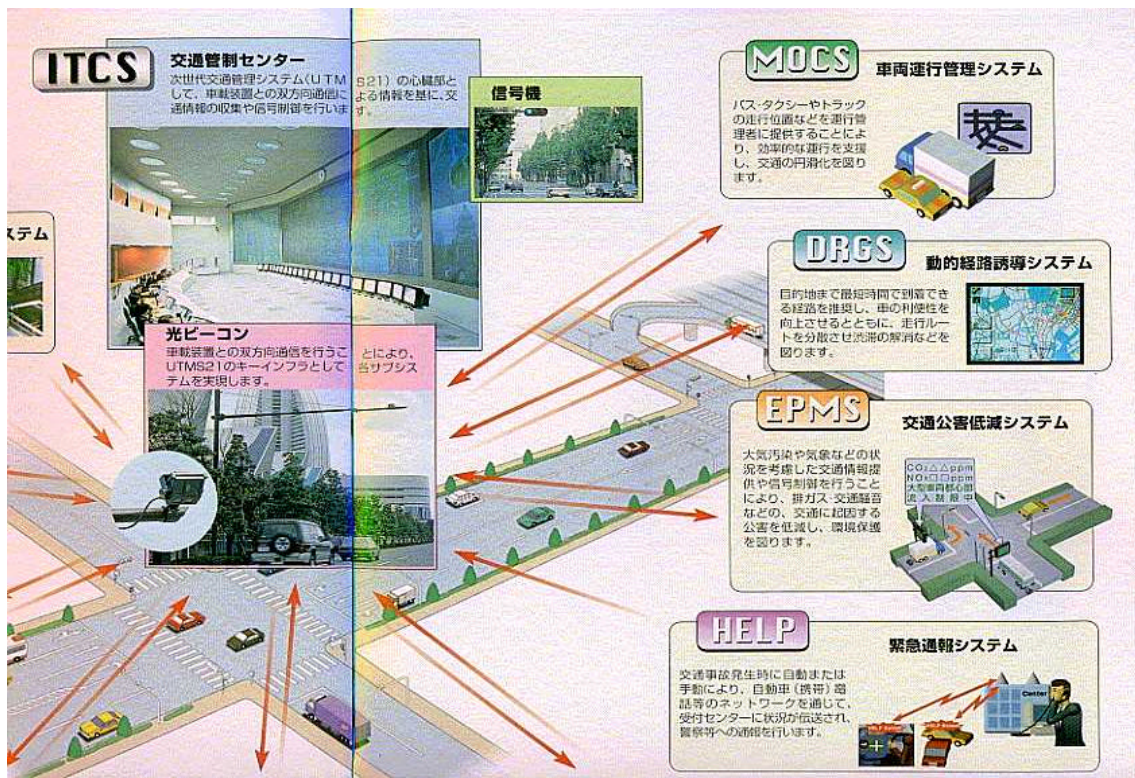 ITCS
交通管制センター
次世代交通管理システム(UTMS21)の心臓部と
して、車載装置との双方向通信による情報を基に、交
通情報の収集や信号制御を行います。
信号機
ステム
光ビーコン
車載装置との双方向通信を行うことにより、
UTMS21のキーインフラとして各サブシス
テムを実現します。
MOCS
車両運行管理システム
バス・タクシーやトラック
の走行位置などを運行管
理者に提供することによ
り、効率的な運行を支援
し、交通の円滑化を図り
ます。
DRGS
動的経路誘導システム
目的地まで最短時間で到着でき
る経路を推奨し、車の利便性を
向上させるとともに、走行ルー
トを分散させ渋滞の解消などを
図ります。
EPMS
交通公害低減システム
大気汚染や気象などの状
況を考慮した交通情報提
供や信号制御を行うこと
により、排ガス・交通騒音
などの、交通に起因する
公害を低減し、環境保護
を図ります。
CO₂△△ppm
NOx□□ppm
大型車両都心部
流入制限中
HELP
緊急通報システム
交通事故発生時に自動または
手動により、自動車(携帯)電
話等のネットワークを通じて、
受付センターに状況が伝送され、
警察等への通報を行います。
Center